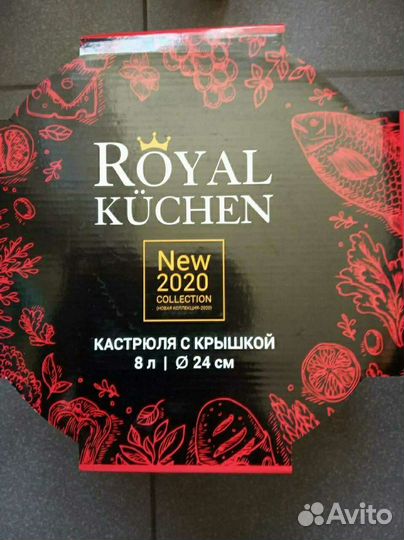 ROYAL
KÜCHEN
New
2020
COLLECTION
(НОВАЯ КОЛЛЕКЦИЯ-2020)
КАСТРЮЛЯ С КРЫШКОЙ
8 л | Ø 24 см
Avito